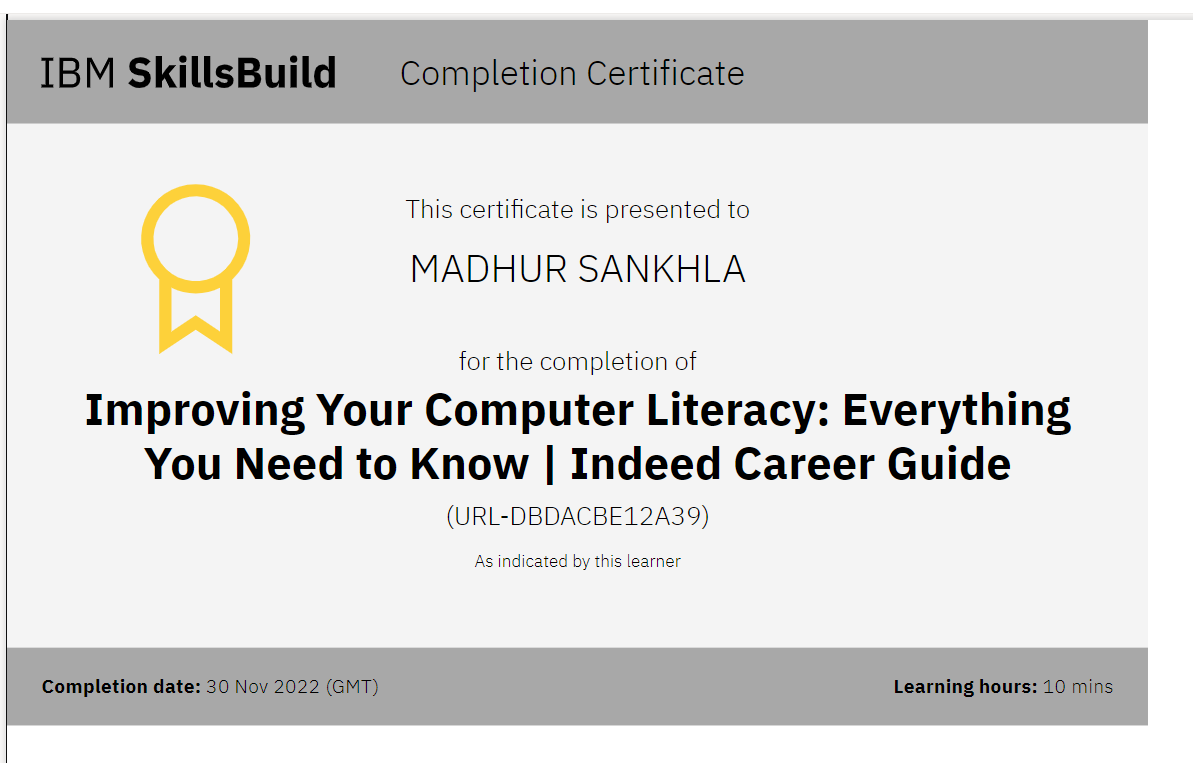 IBM SkillsBuild Completion Certificate
This certificate is presented to
MADHUR SANKHLA
for the completion of
Improving Your Computer Literacy: Everything
You Need to Know | Indeed Career Guide
(URL-DBDACBE12A39)
As indicated by this learner
Completion date: 30 Nov 2022 (GMT) Learning hours: 10 mins